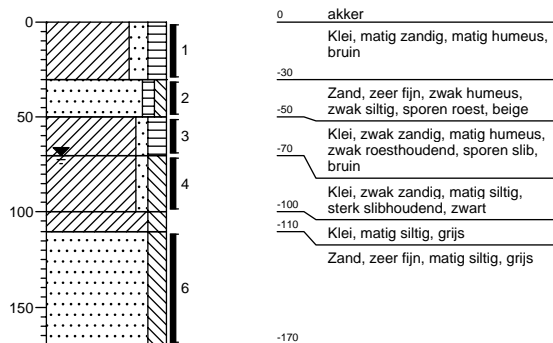 0
1
2
50
3
4
100
6
150
0 akker
Klei, matig zandig, matig humeus,
bruin
-30
Zand, zeer fijn, zwak humeus,
zwak siltig, sporen roest, beige
-50
Klei, zwak zandig, matig humeus,
zwak roesthoudend, sporen slib,
bruin
-70
Klei, zwak zandig, matig siltig,
sterk slibhoudend, zwart
-100
Klei, matig siltig, grijs
-110
Zand, zeer fijn, matig siltig, grijs
-170